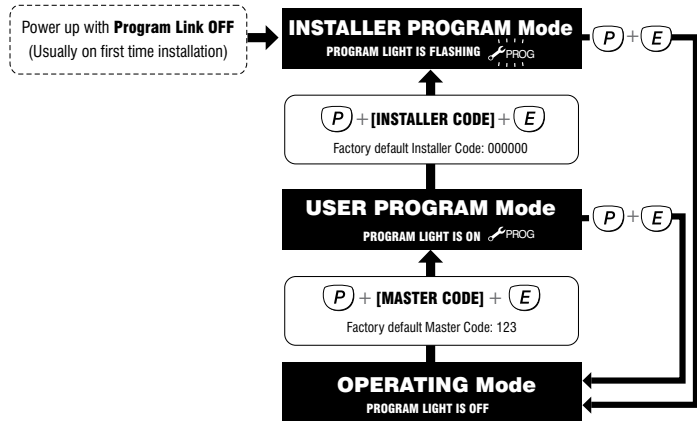 Power up with Program Link OFF
(Usually on first time installation)
INSTALLER PROGRAM Mode
PROGRAM LIGHT IS FLASHING PROG
P + E
P + [INSTALLER CODE] + E
Factory default Installer Code: 000000
USER PROGRAM Mode
PROGRAM LIGHT IS ON PROG
P + E
P + [MASTER CODE] + E
Factory default Master Code: 123
OPERATING Mode
PROGRAM LIGHT IS OFF